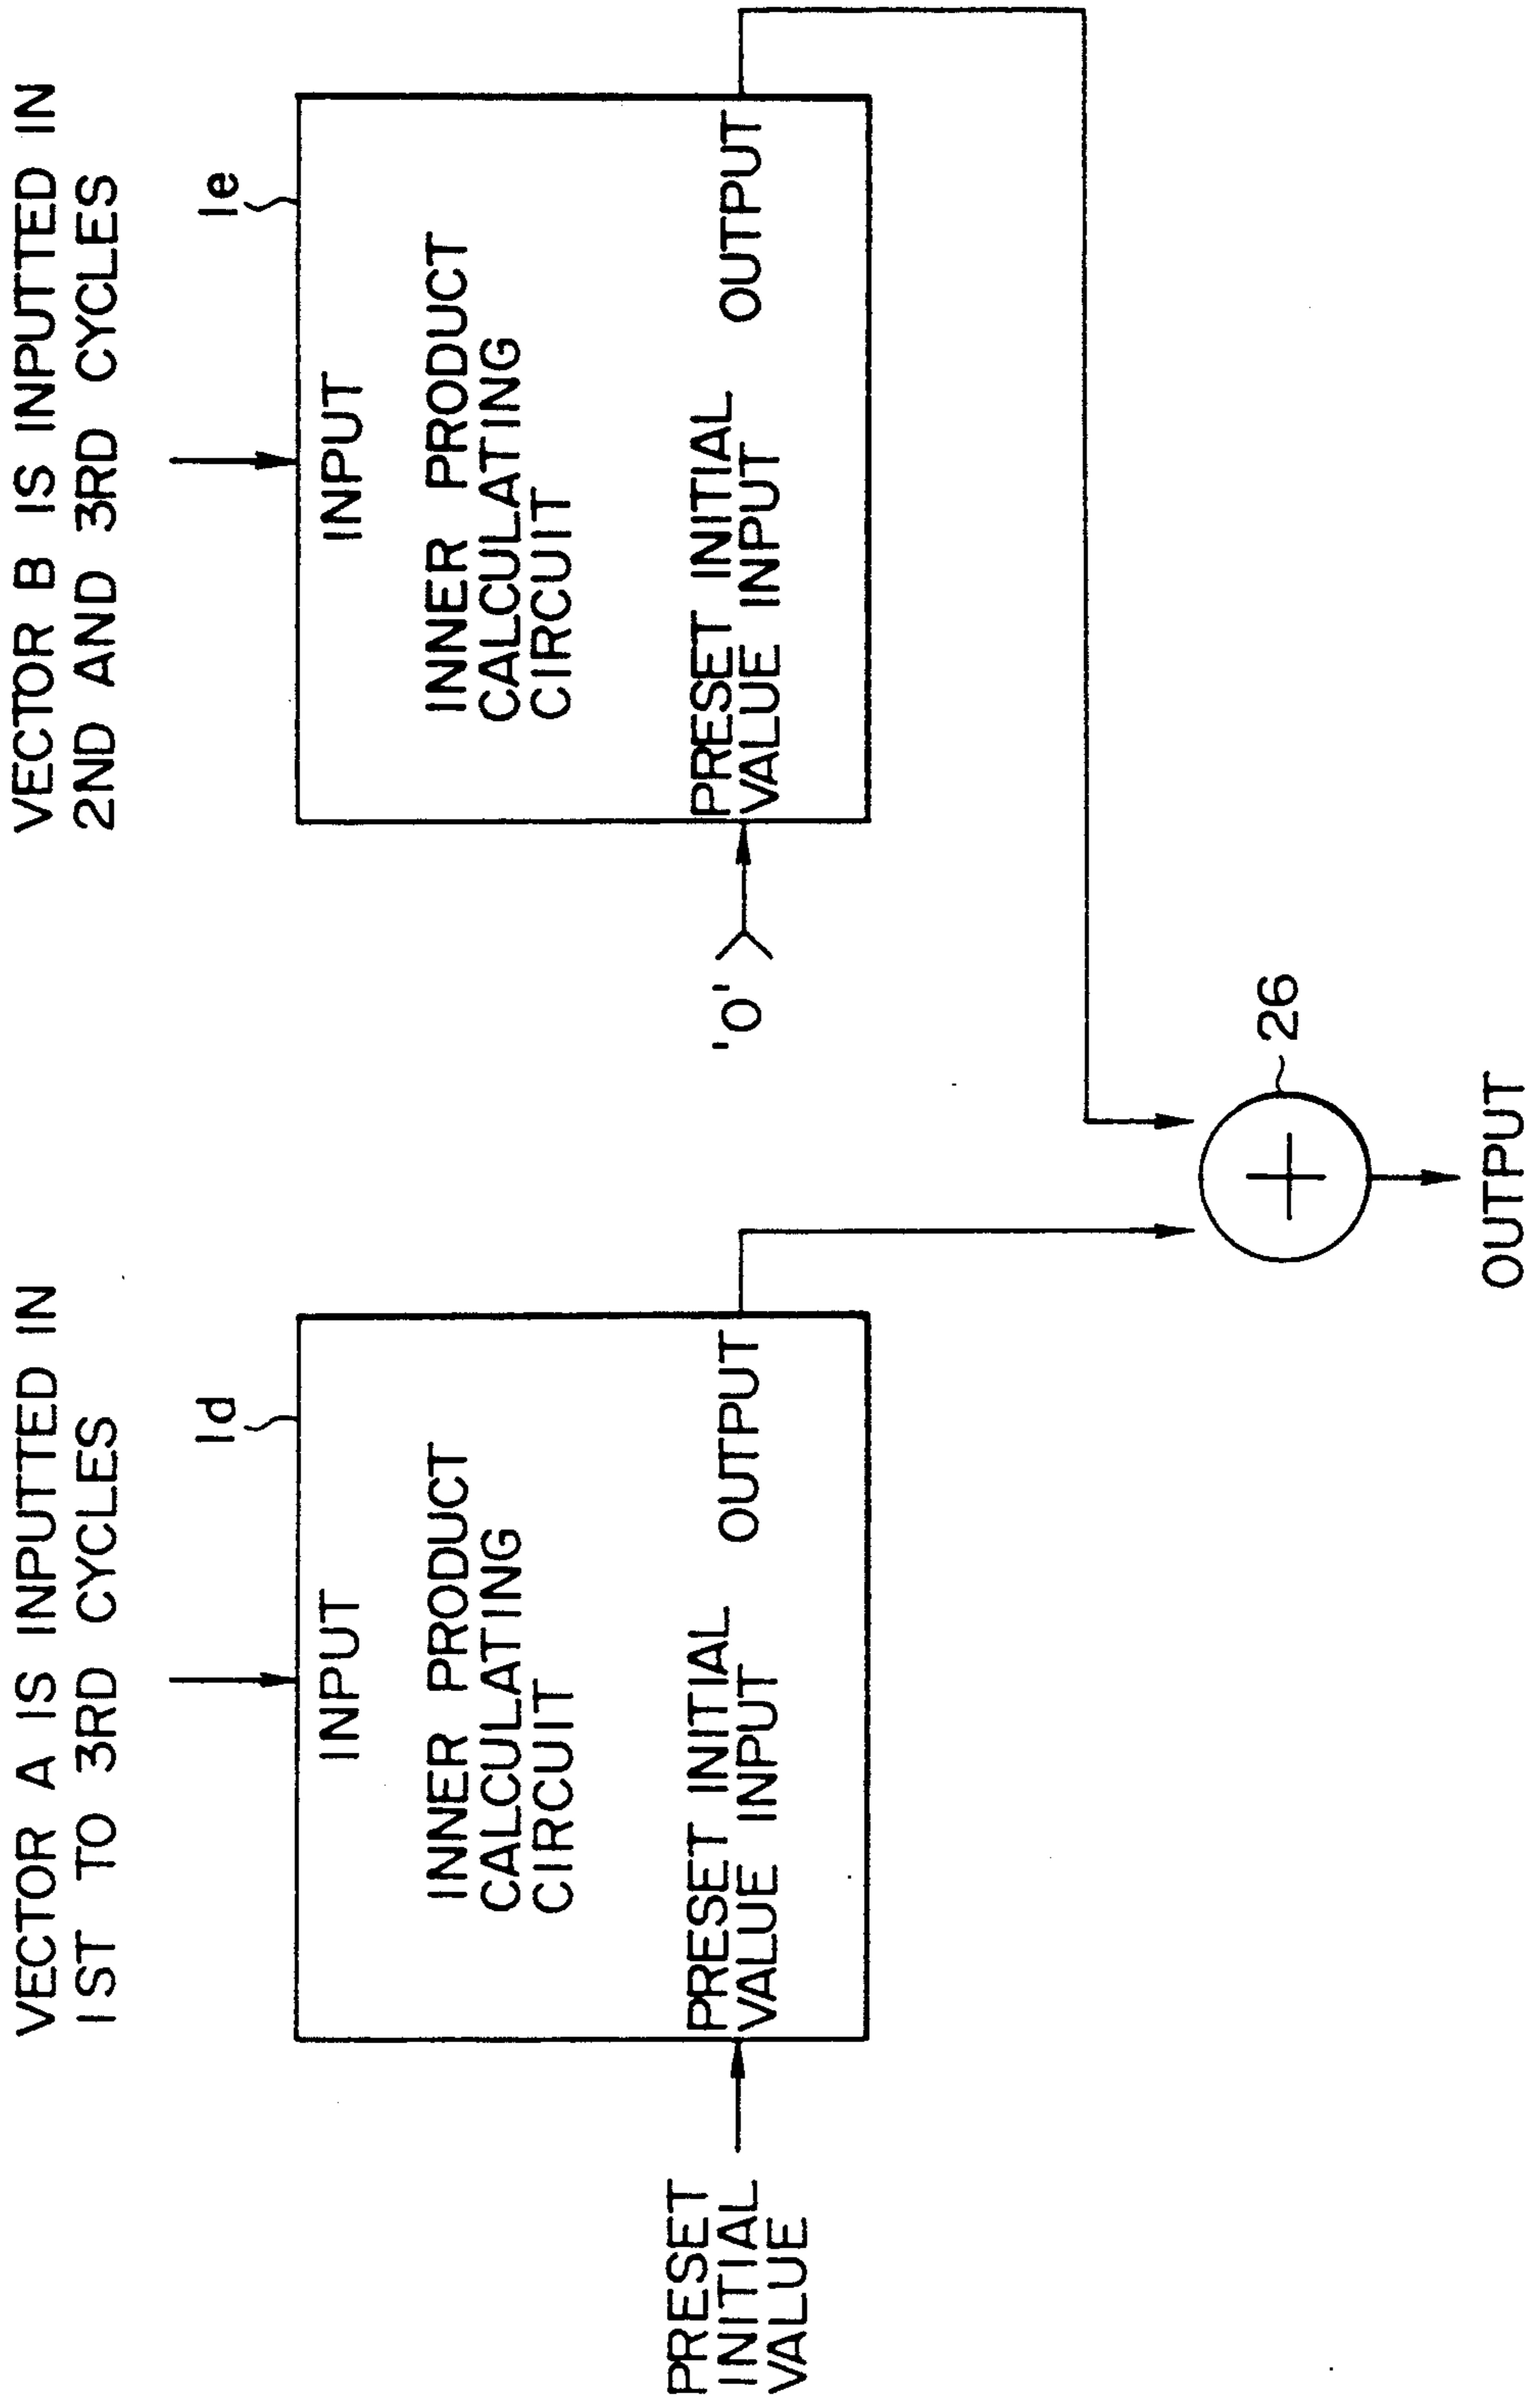 VECTOR A IS INPUTTED IN
1ST TO 3RD CYCLES
1d
INPUT
INNER PRODUCT
CALCULATING
CIRCUIT
PRESET INITIAL
VALUE INPUT
OUTPUT
PRESET
INITIAL
VALUE
VECTOR B IS INPUTTED IN
2ND AND 3RD CYCLES
1e
INPUT
INNER PRODUCT
CALCULATING
CIRCUIT
PRESET INITIAL
VALUE INPUT
OUTPUT
'0'
+
26
OUTPUT